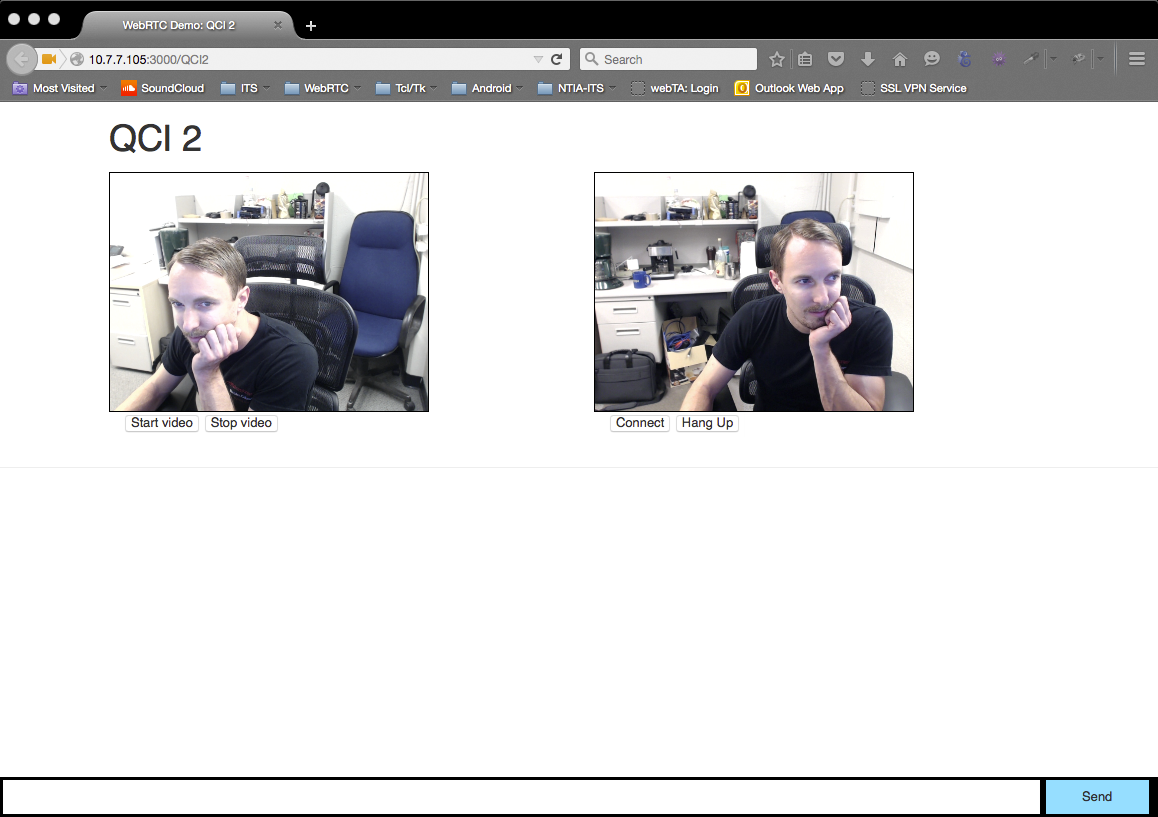 WebRTC Demo: QCI 2
10.7.7.105:3000/QCI2
Search
Most Visited SoundCloud ITS WebRTC Tcl/Tk Android NTIA-ITS webTA: Login Outlook Web App SSL VPN Service
QCI 2
Start video Stop video Connect Hang Up
Send